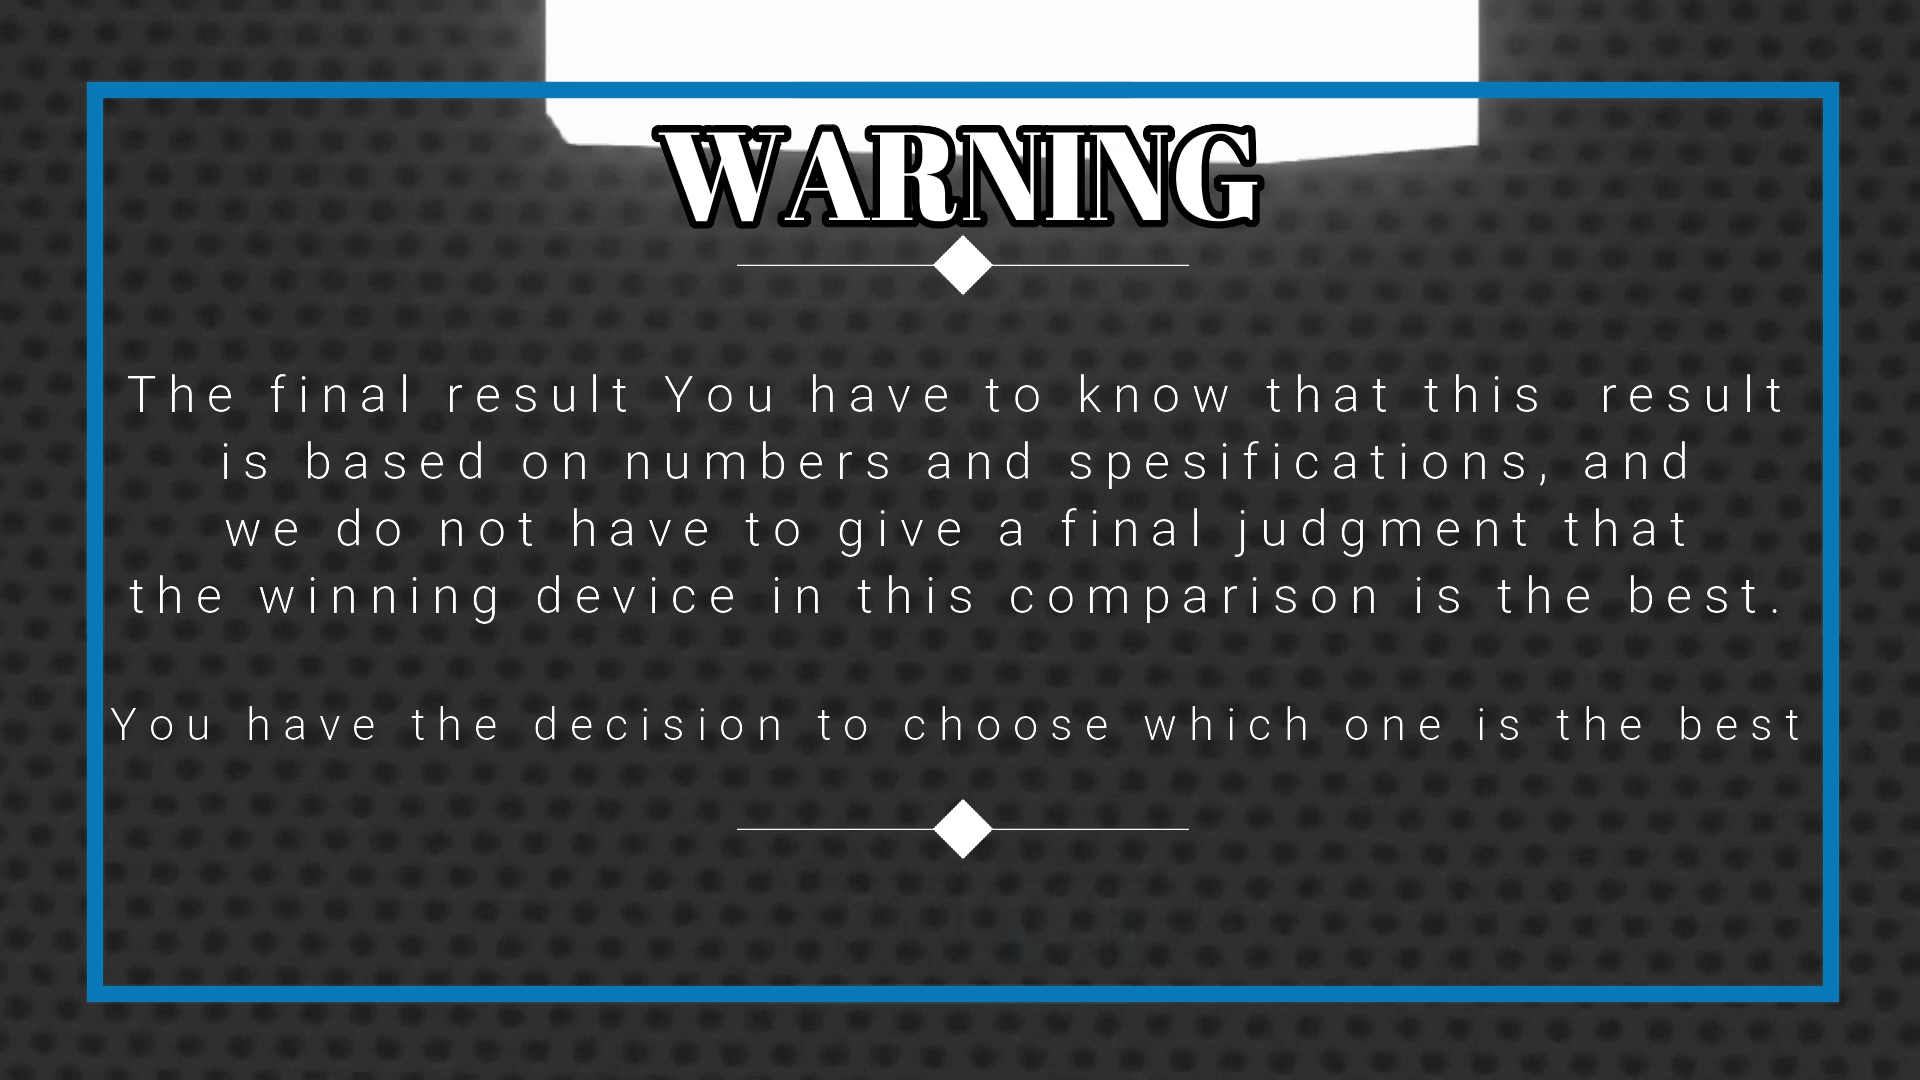 WARNING
The final result You have to know that this result
is based on numbers and spesifications, and
we do not have to give a final judgment that
the winning device in this comparison is the best.
You have the decision to choose which one is the best